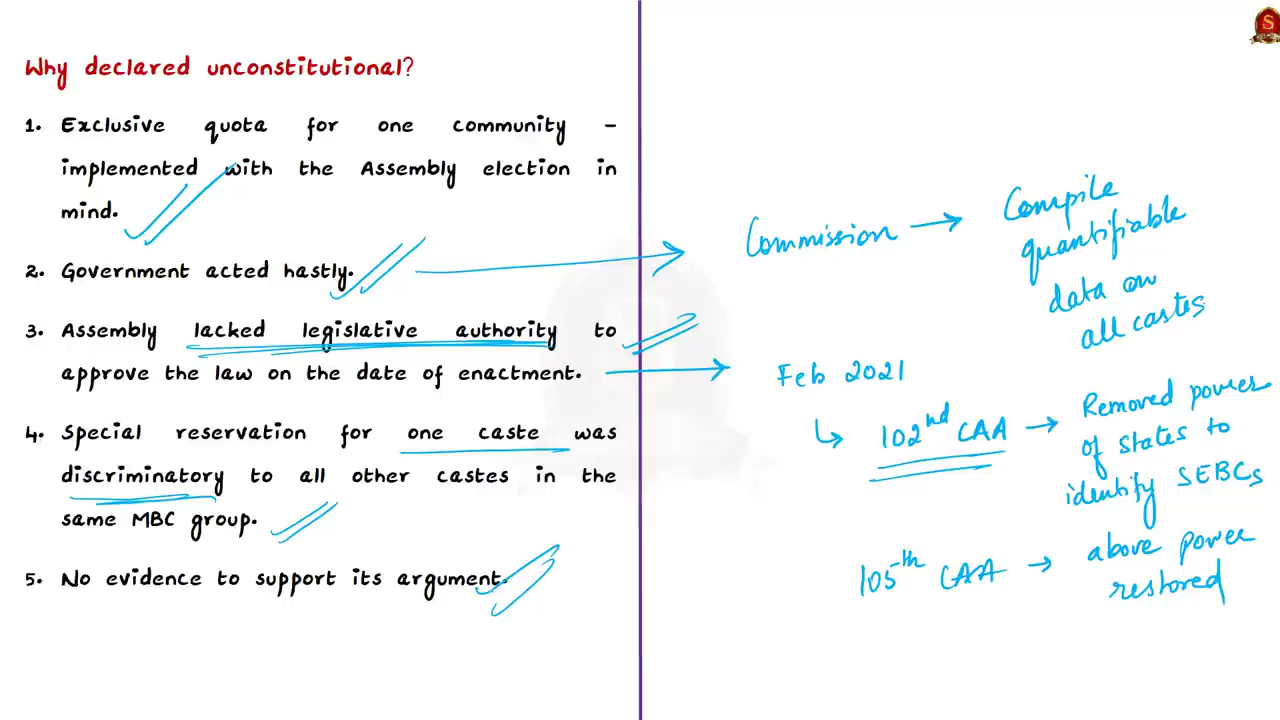 Why declared unconstitutional?
1. Exclusive quota for one community -
implemented with the Assembly election in
mind.
2. Government acted hastly.
3. Assembly lacked legislative authority to
approve the law on the date of enactment.
4. Special reservation for one caste was
discriminatory to all other castes in the
same MBC group.
5. No evidence to support its argument.
Commission → Compile
quantifiable
data on
all castes
Feb 2021
↳ 102nd CAA → Removed power
of States to
identify SEBCs
105th CAA → above power
restored
S